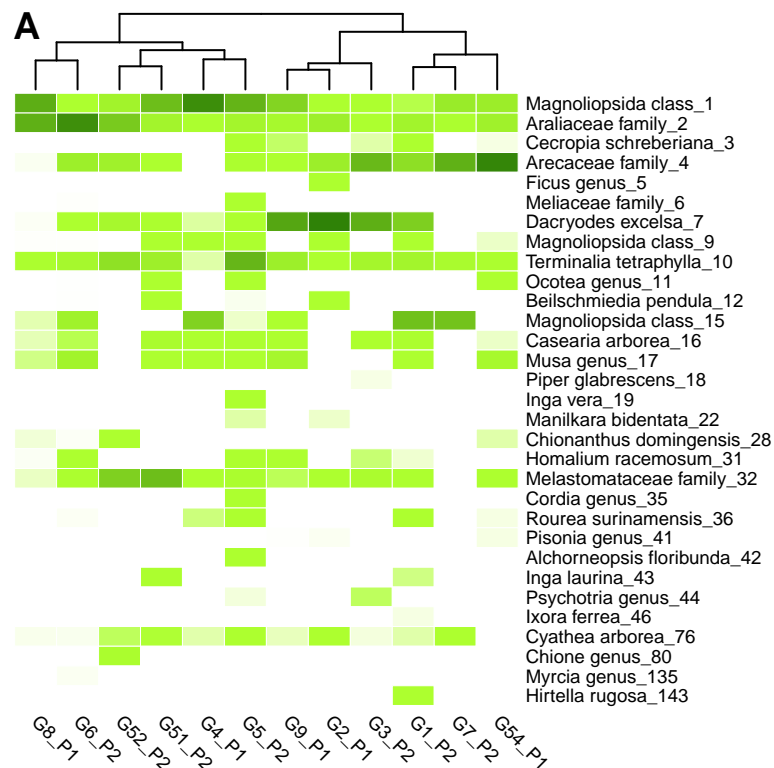 A
Magnoliopsida class_1
Araliaceae family_2
Cecropia schreberiana_3
Arecaceae family_4
Ficus genus_5
Meliaceae family_6
Dacryodes excelsa_7
Magnoliopsida class_9
Terminalia tetraphylla_10
Ocotea genus_11
Beilschmiedia pendula_12
Magnoliopsida class_15
Casearia arborea_16
Musa genus_17
Piper glabrescens_18
Inga vera_19
Manilkara bidentata_22
Chionanthus domingensis_28
Homalium racemosum_31
Melastomataceae family_32
Cordia genus_35
Rourea surinamensis_36
Pisonia genus_41
Alchorneopsis floribunda_42
Inga laurina_43
Psychotria genus_44
Ixora ferrea_46
Cyathea arborea_76
Chione genus_80
Myrcia genus_135
Hirtella rugosa_143
G8_P1 G6_P2 G52_P2 G51_P2 G4_P1 G5_P2 G9_P1 G2_P1 G3_P2 G1_P2 G7_P2 G54_P1